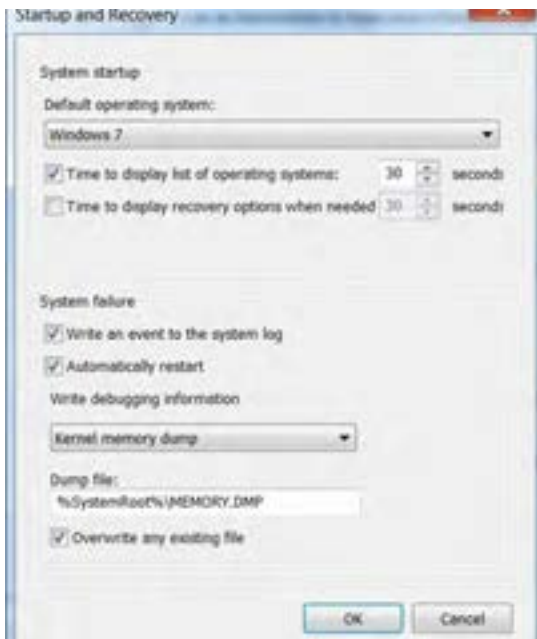 Startup and Recovery
System startup
Default operating system:
Windows 7
Time to display list of operating systems: 30 seconds
Time to display recovery options when needed 30 seconds
System failure
Write an event to the system log
Automatically restart
Write debugging information
Kernel memory dump
Dump file:
%SystemRoot%\MEMORY.DMP
Overwrite any existing file
OK Cancel